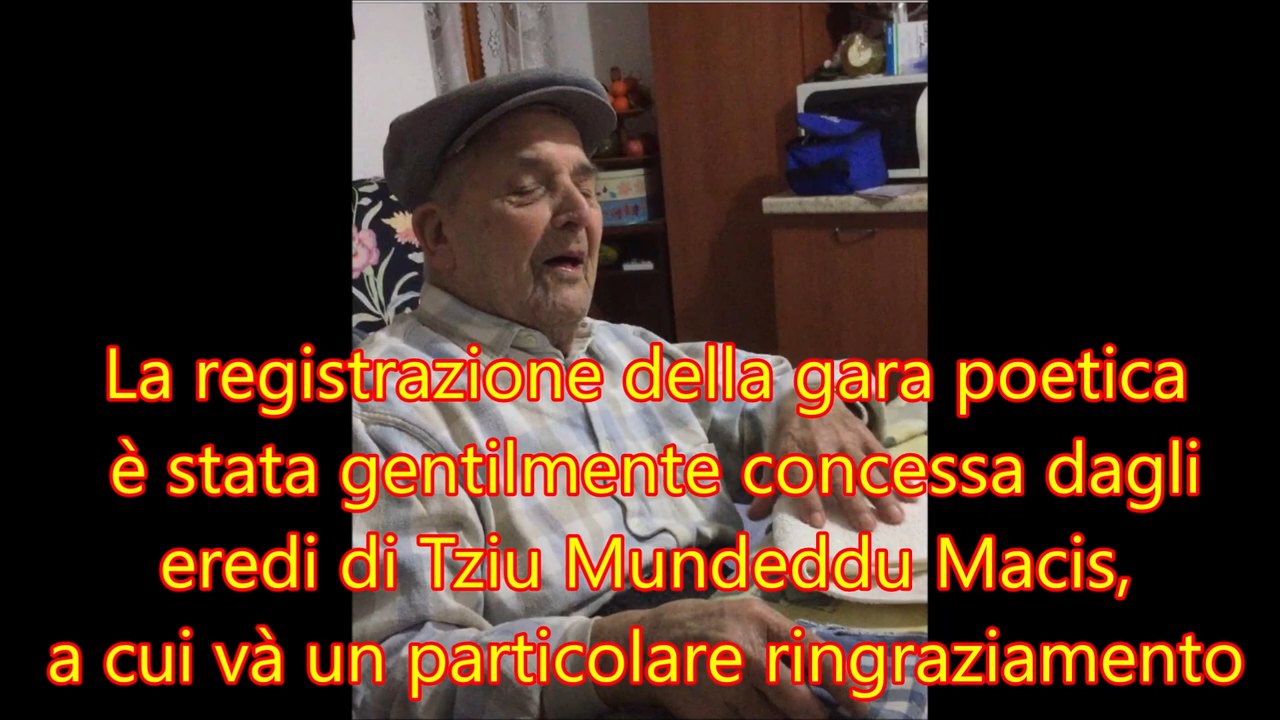 La registrazione della gara poetica
è stata gentilmente concessa dagli
eredi di Tziu Mundeddu Macis,
a cui và un particolare ringraziamento